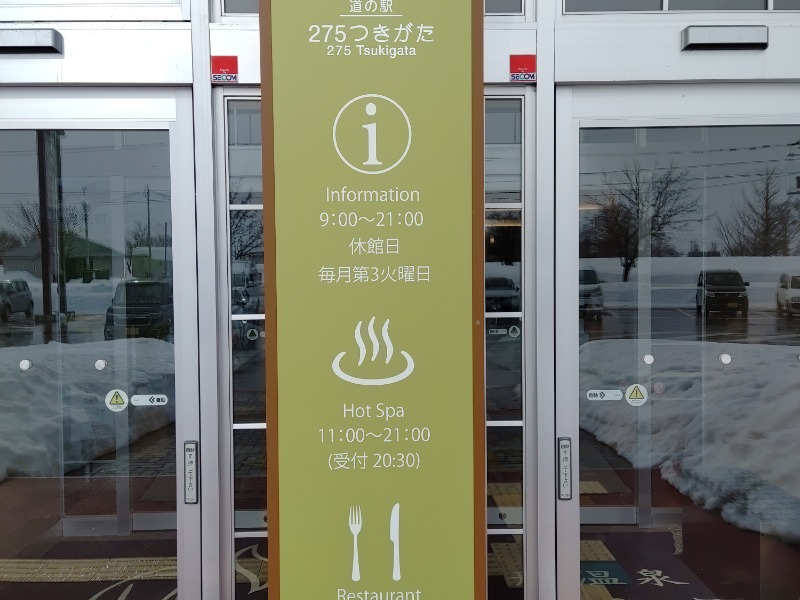 道の駅
275つきがた
275 Tsukigata
SECOM
SECOM
i
Information
9:00～21:00
休館日
毎月第3火曜日
Hot Spa
11:00～21:00
(受付 20:30)
Restaurant
温泉